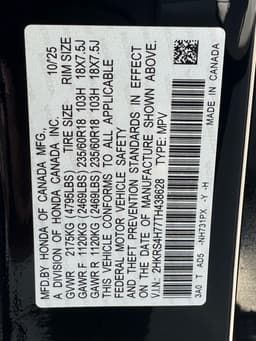 MFD.BY HONDA OF CANADA MFG., 10/25
A DIVISION OF HONDA CANADA INC.
TIRE SIZE RIM SIZE
GVWR 2175KG (4795LBS)
GAWR F 1120KG (2469LBS) 235/60R18 103H 18X7.5J
GAWR R 1120KG (2469LBS) 235/60R18 103H 18X7.5J
THIS VEHICLE CONFORMS TO ALL APPLICABLE
FEDERAL MOTOR VEHICLE SAFETY
AND THEFT PREVENTION STANDARDS IN EFFECT
ON THE DATE OF MANUFACTURE SHOWN ABOVE.
V.I.N.: 2HKRS4H77TH438628 TYPE: MPV
3A0 T AD5 -NH731PX -Y -H
MADE IN CANADA